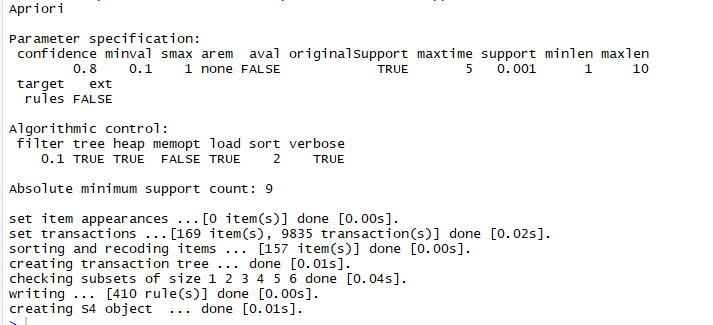 Apriori
Parameter specification:
confidence minval smax arem aval originalSupport maxtime support minlen maxlen
0.8 0.1 1 none FALSE TRUE 5 0.001 1 10
target ext
rules FALSE
Algorithmic control:
filter tree heap memopt load sort verbose
0.1 TRUE TRUE FALSE TRUE 2 TRUE
Absolute minimum support count: 9
set item appearances ...[0 item(s)] done [0.00s].
set transactions ...[169 item(s), 9835 transaction(s)] done [0.02s].
sorting and recoding items ... [157 item(s)] done [0.00s].
creating transaction tree ... done [0.01s].
checking subsets of size 1 2 3 4 5 6 done [0.04s].
writing ... [410 rule(s)] done [0.00s].
creating S4 object ... done [0.01s].
>